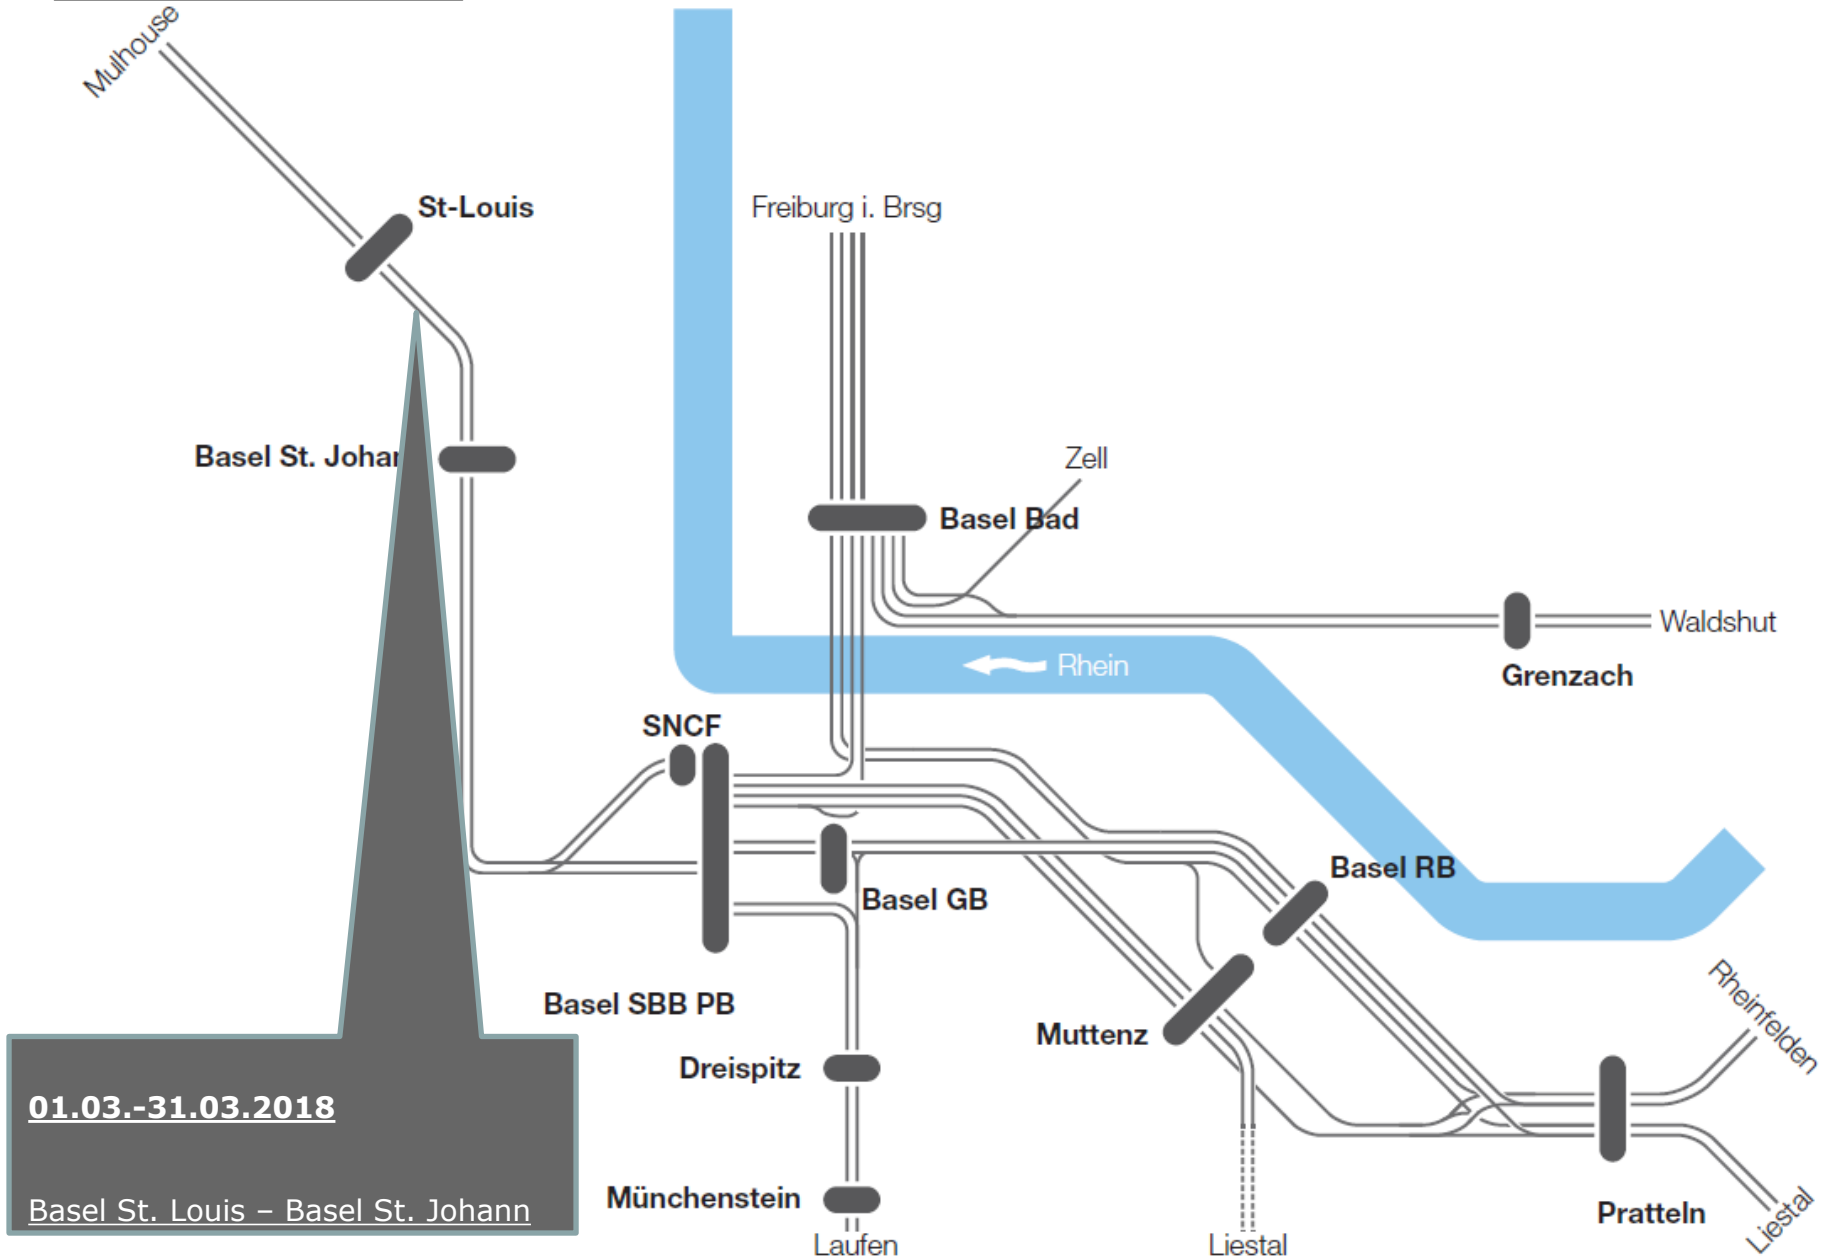 Mulhouse
St-Louis
Freiburg i. Brsg
Basel St. Johan
Zell
Basel Bad
Waldshut
Rhein
Grenzach
SNCF
Basel RB
Basel GB
Basel SBB PB
Rheinfelden
Muttenz
Dreispitz
01.03.-31.03.2018
Münchenstein
Basel St. Louis – Basel St. Johann
Pratteln
Laufen
Liestal
Liestal